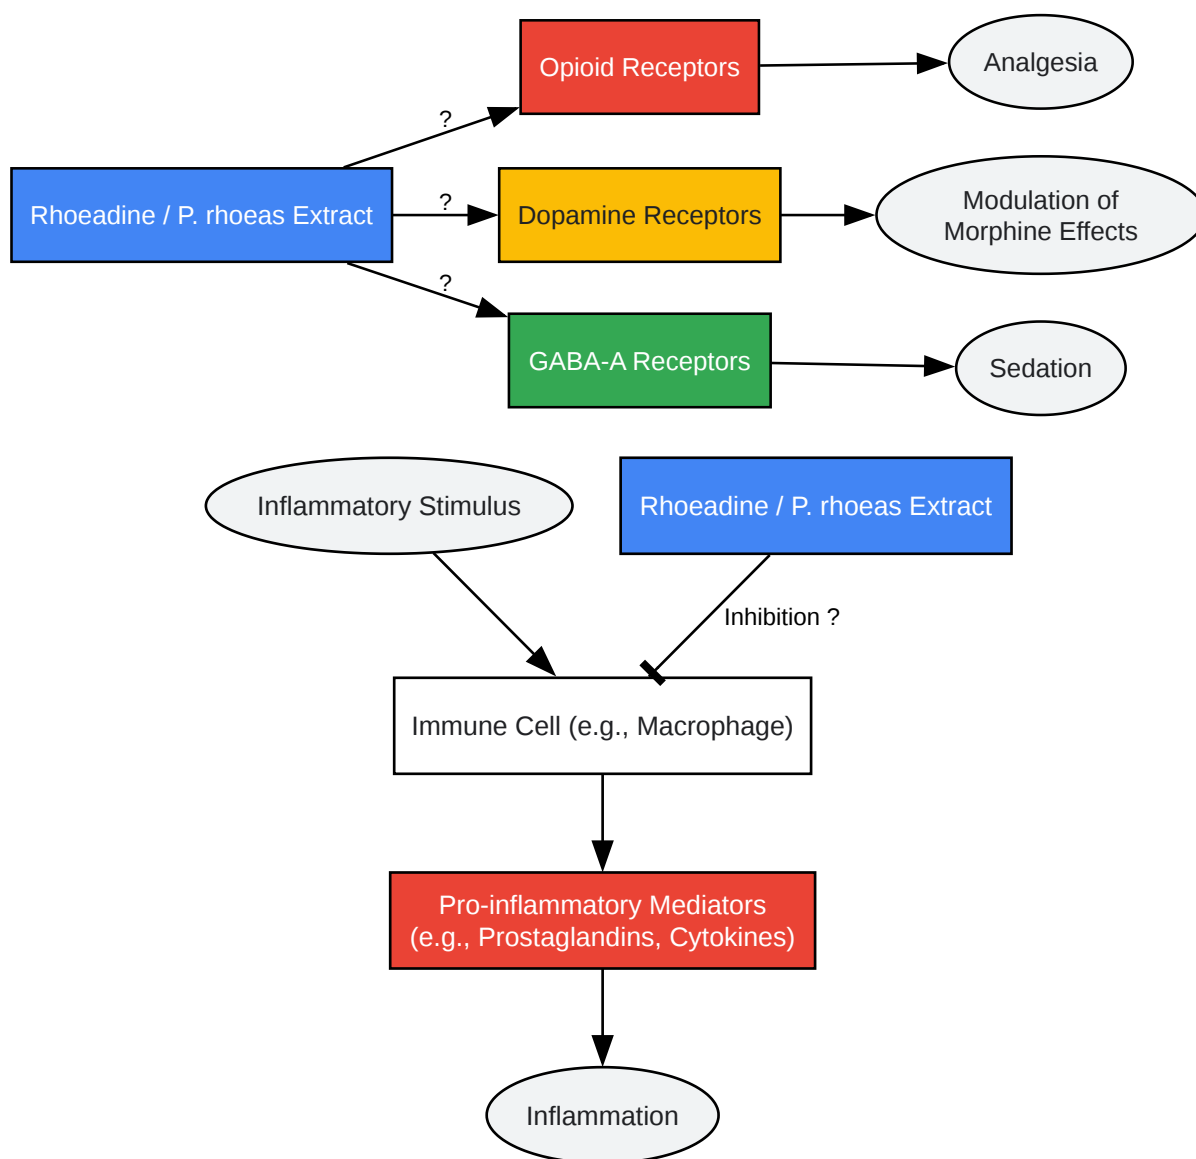 Opioid Receptors
Analgesia
?
Rhoeadine / P. rhoeas Extract
?
Dopamine Receptors
Modulation of
Morphine Effects
?
GABA-A Receptors
Sedation
Inflammatory Stimulus
Rhoeadine / P. rhoeas Extract
Inhibition ?
Immune Cell (e.g., Macrophage)
Pro-inflammatory Mediators
(e.g., Prostaglandins, Cytokines)
Inflammation